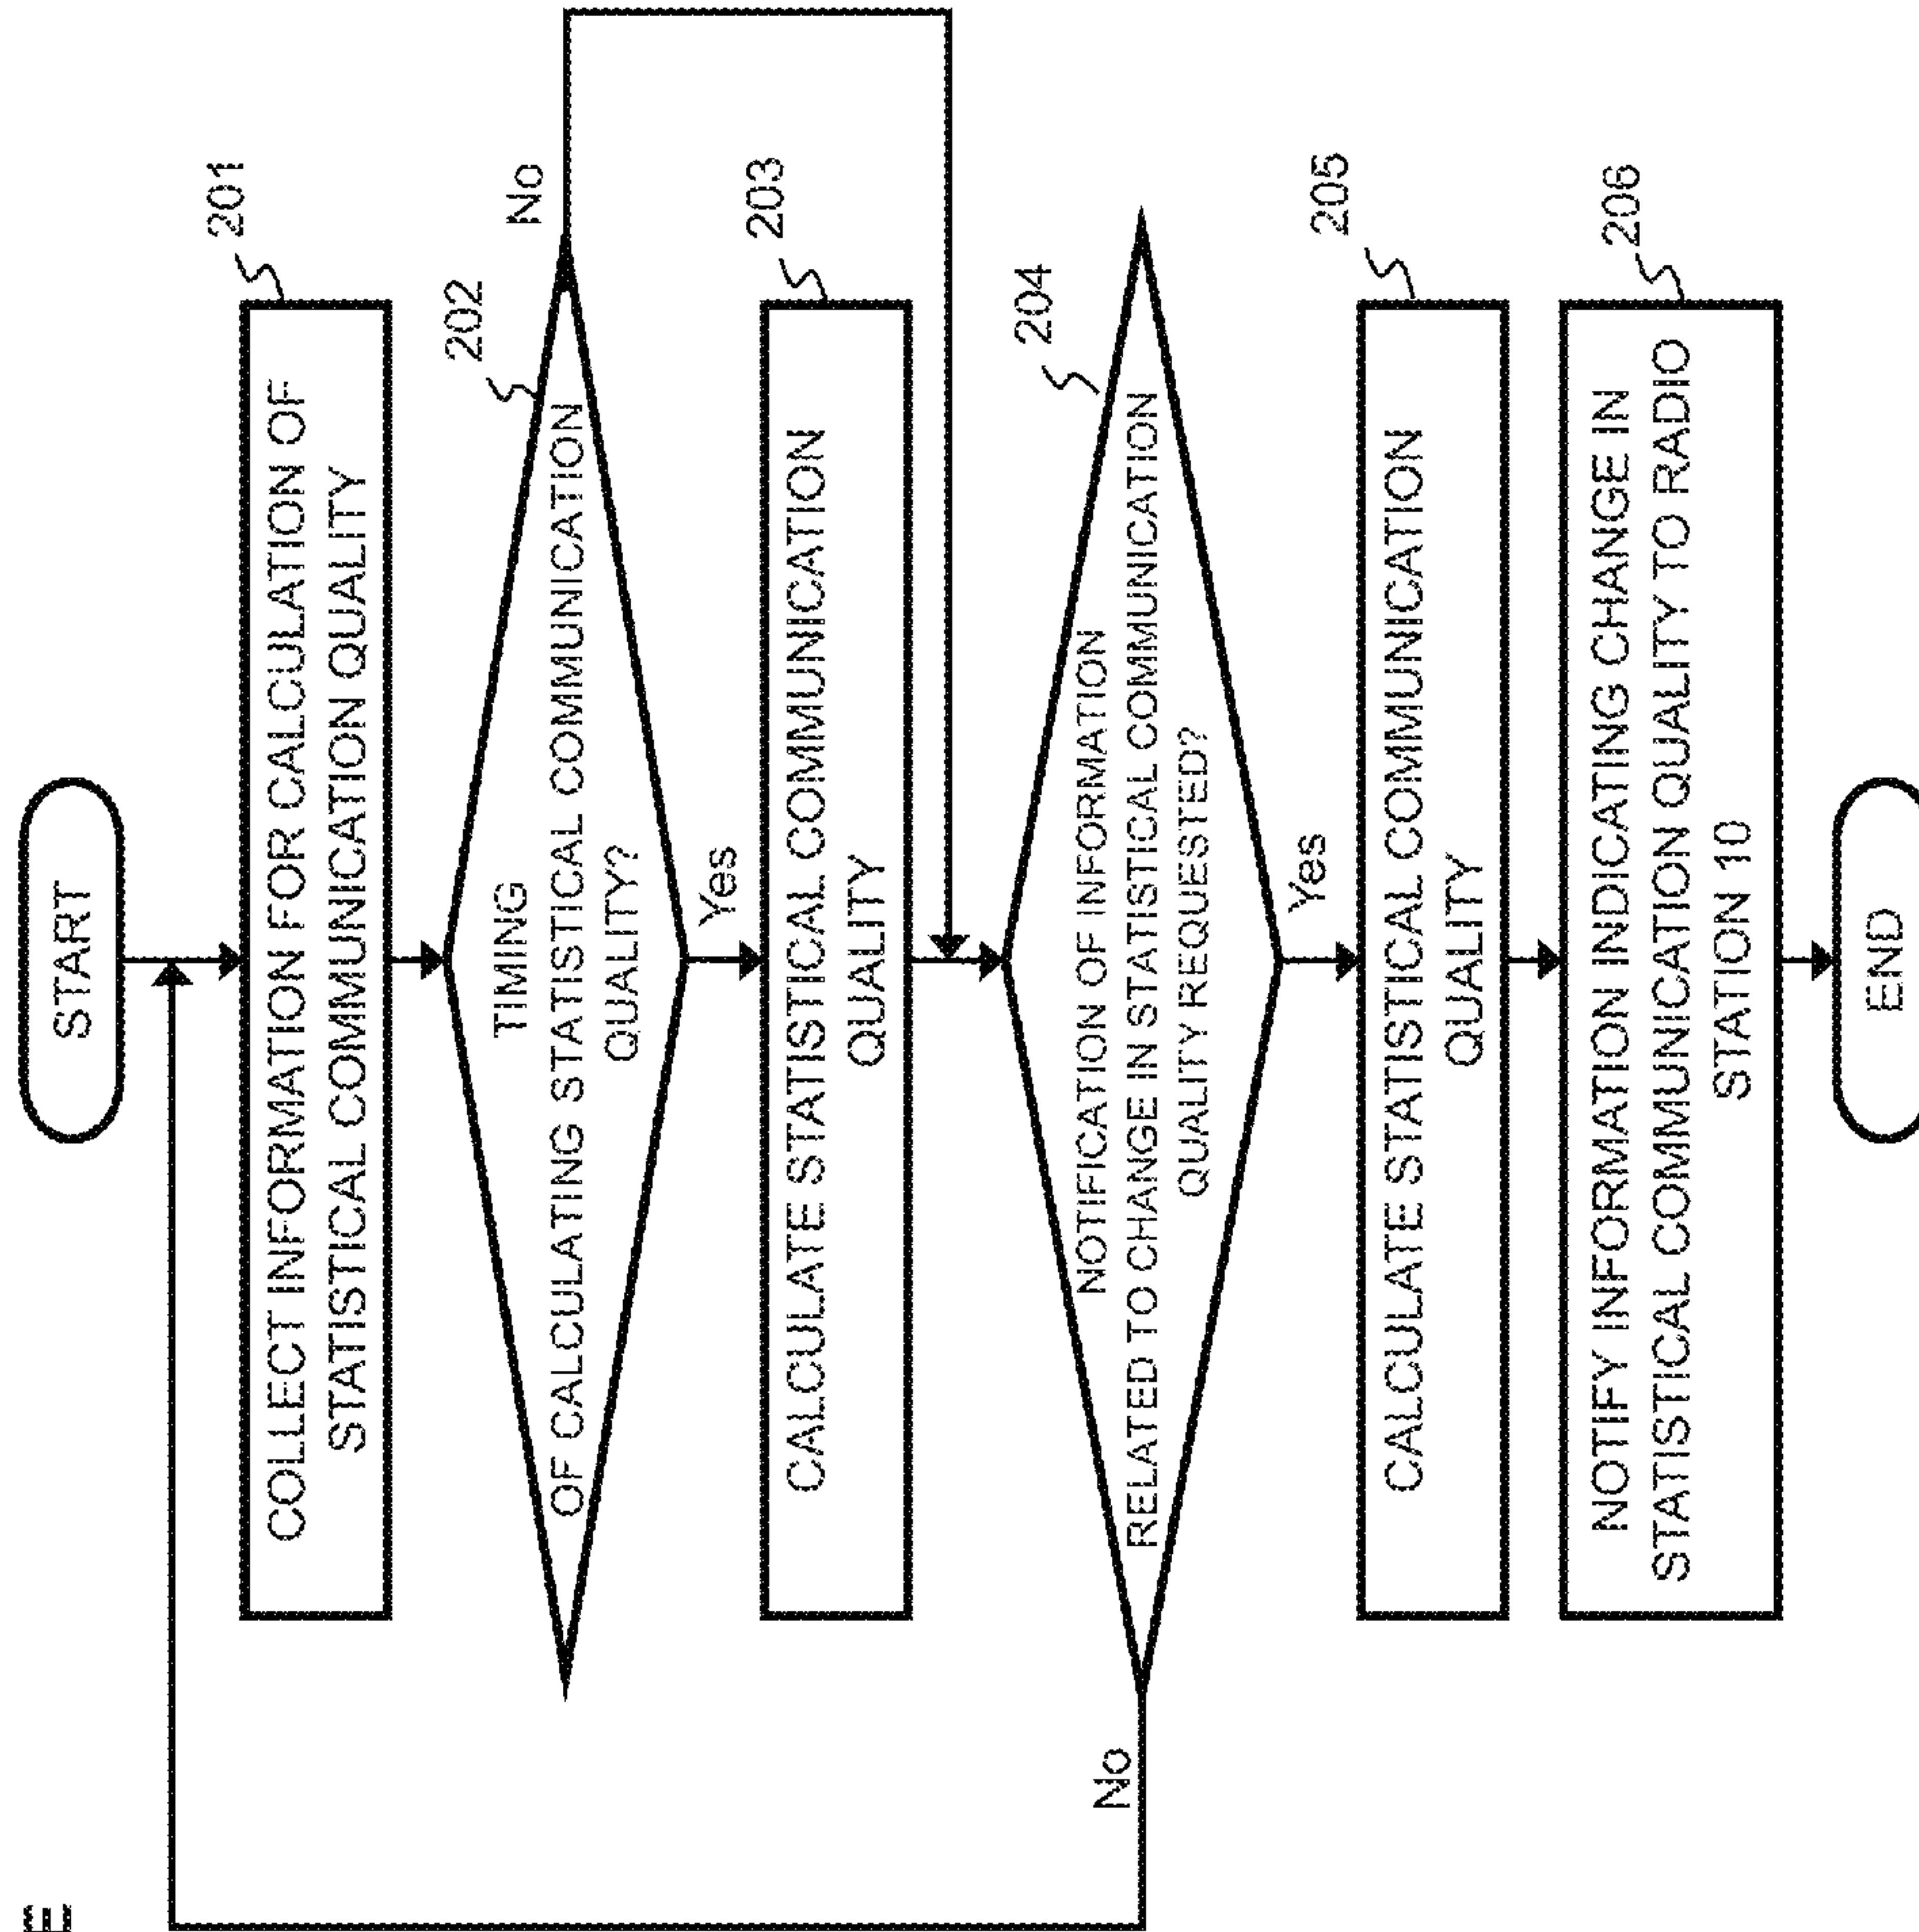 START
201
COLLECT INFORMATION FOR CALCULATION OF
STATISTICAL COMMUNICATION QUALITY
202
TIMING
OF CALCULATING STATISTICAL COMMUNICATION
QUALITY?
No
Yes
203
CALCULATE STATISTICAL COMMUNICATION
QUALITY
204
NOTIFICATION OF INFORMATION
RELATED TO CHANGE IN STATISTICAL COMMUNICATION
QUALITY REQUESTED?
No
Yes
205
CALCULATE STATISTICAL COMMUNICATION
QUALITY
206
NOTIFY INFORMATION INDICATING CHANGE IN
STATISTICAL COMMUNICATION QUALITY TO RADIO
STATION 10
END